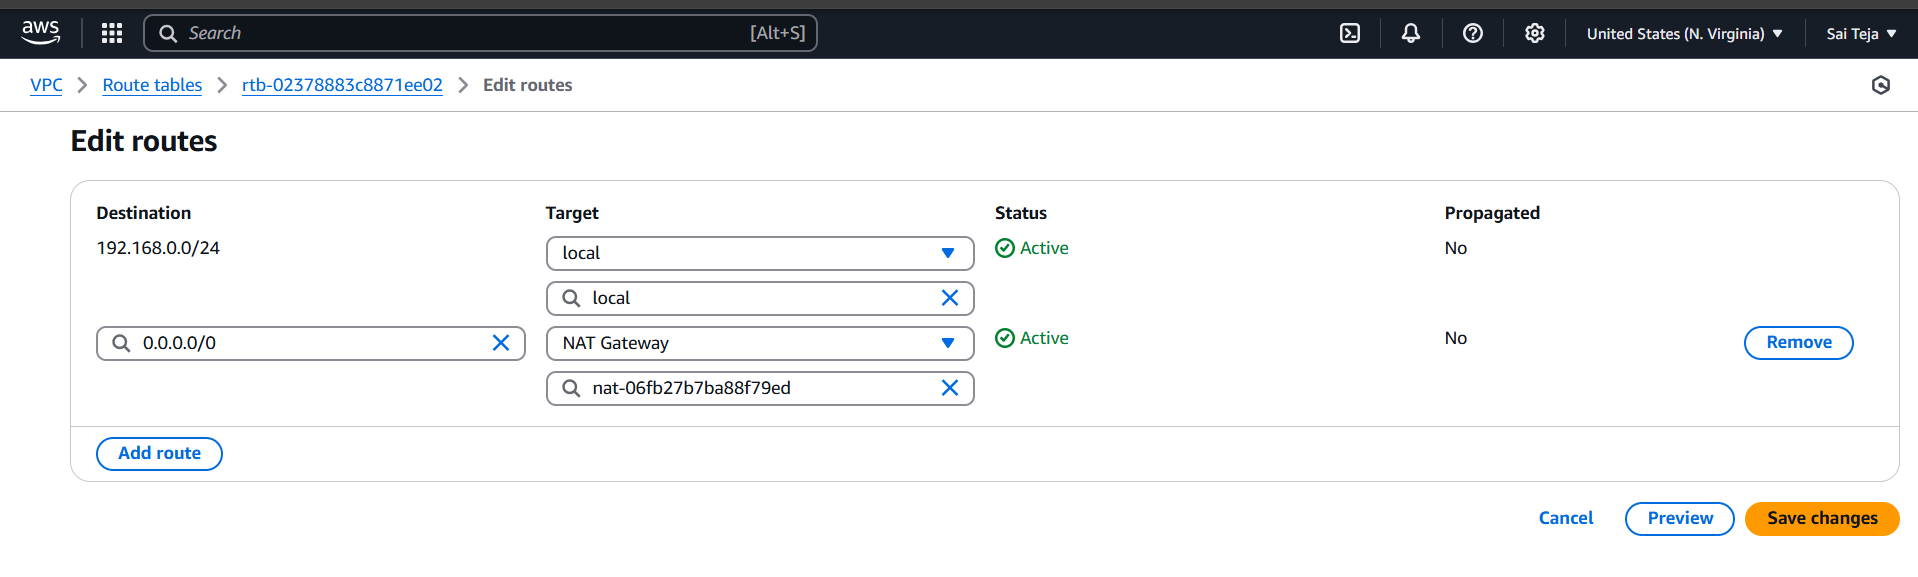 aws Search [Alt+S] United States (N. Virginia) Sai Teja
VPC Route tables rtb-02378883c8871ee02 Edit routes
Edit routes
Destination Target Status Propagated
192.168.0.0/24 local Active No
local
0.0.0.0/0 NAT Gateway Active No Remove
nat-06fb27b7ba88f79ed
Add route
Cancel Preview Save changes